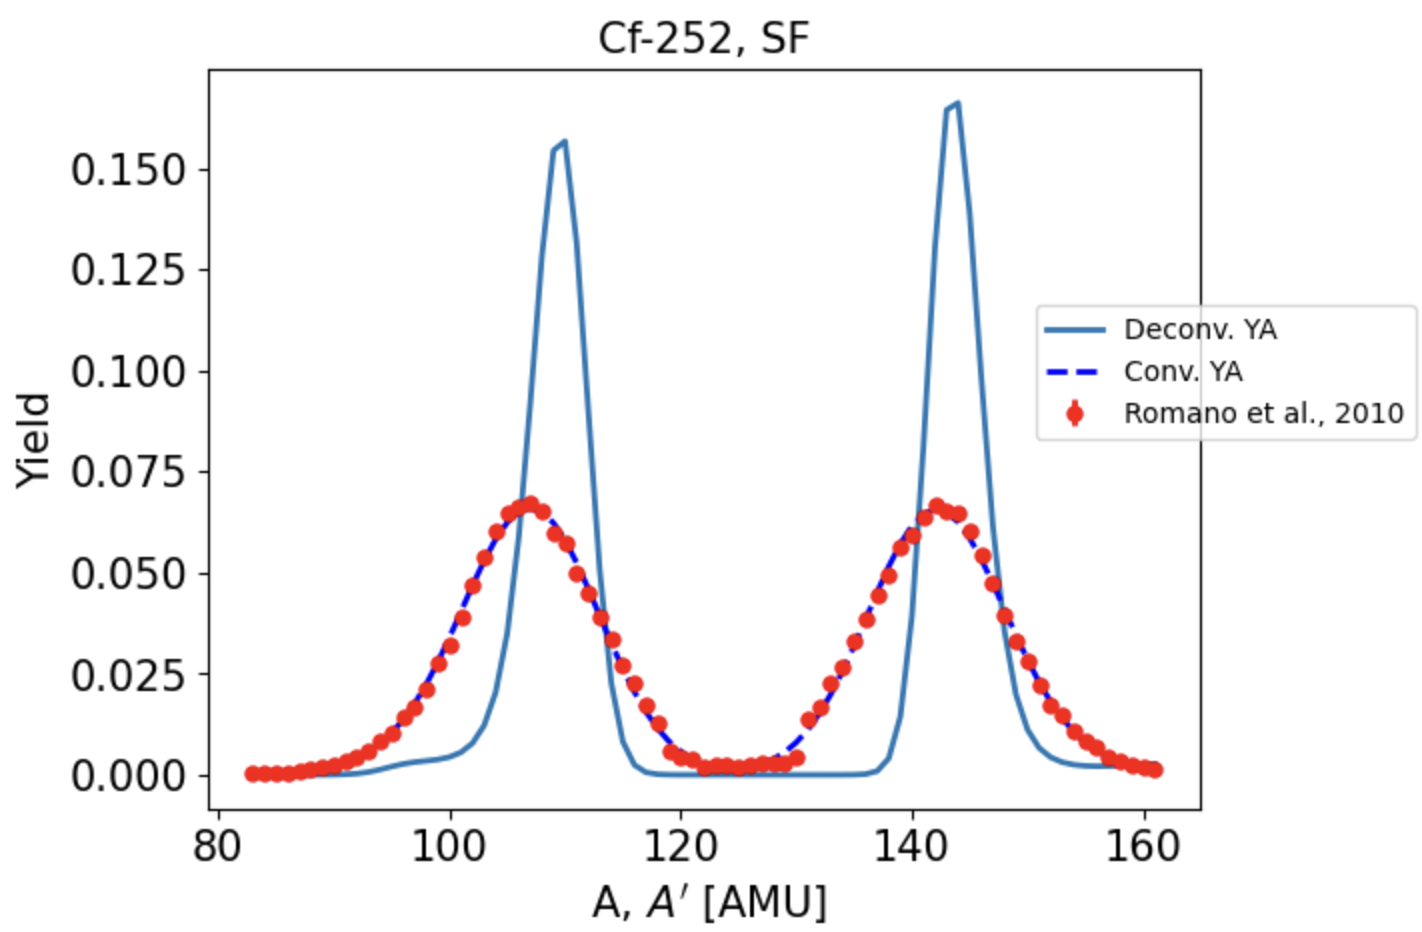 Cf-252, SF
Yield
0.150
0.125
0.100
0.075
0.050
0.025
0.000
Deconv. YA
Conv. YA
Romano et al., 2010
80 100 120 140 160
A, A′ [AMU]